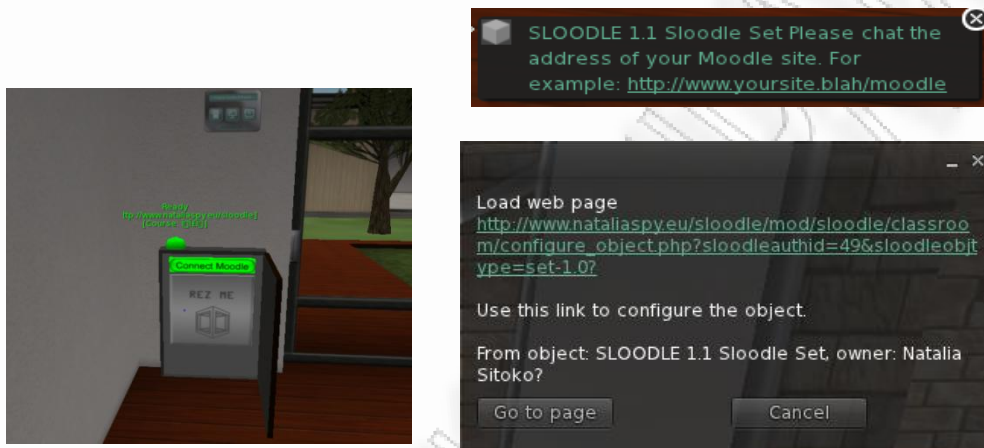 SLOODLE 1.1 Sloodle Set Please chat the
address of your Moodle site. For
example: http://www.yoursite.blah/moodle
Ready
Connect Moodle
REZ ME
Load web page
http://www.nataliaspy.eu/sloodle/mod/sloodle/classroo
m/configure_object.php?sloodleauthid=49&sloodleobjt
ype=set-1.0?
Use this link to configure the object.
From object: SLOODLE 1.1 Sloodle Set, owner: Natalia
Sitoko?
Go to page
Cancel